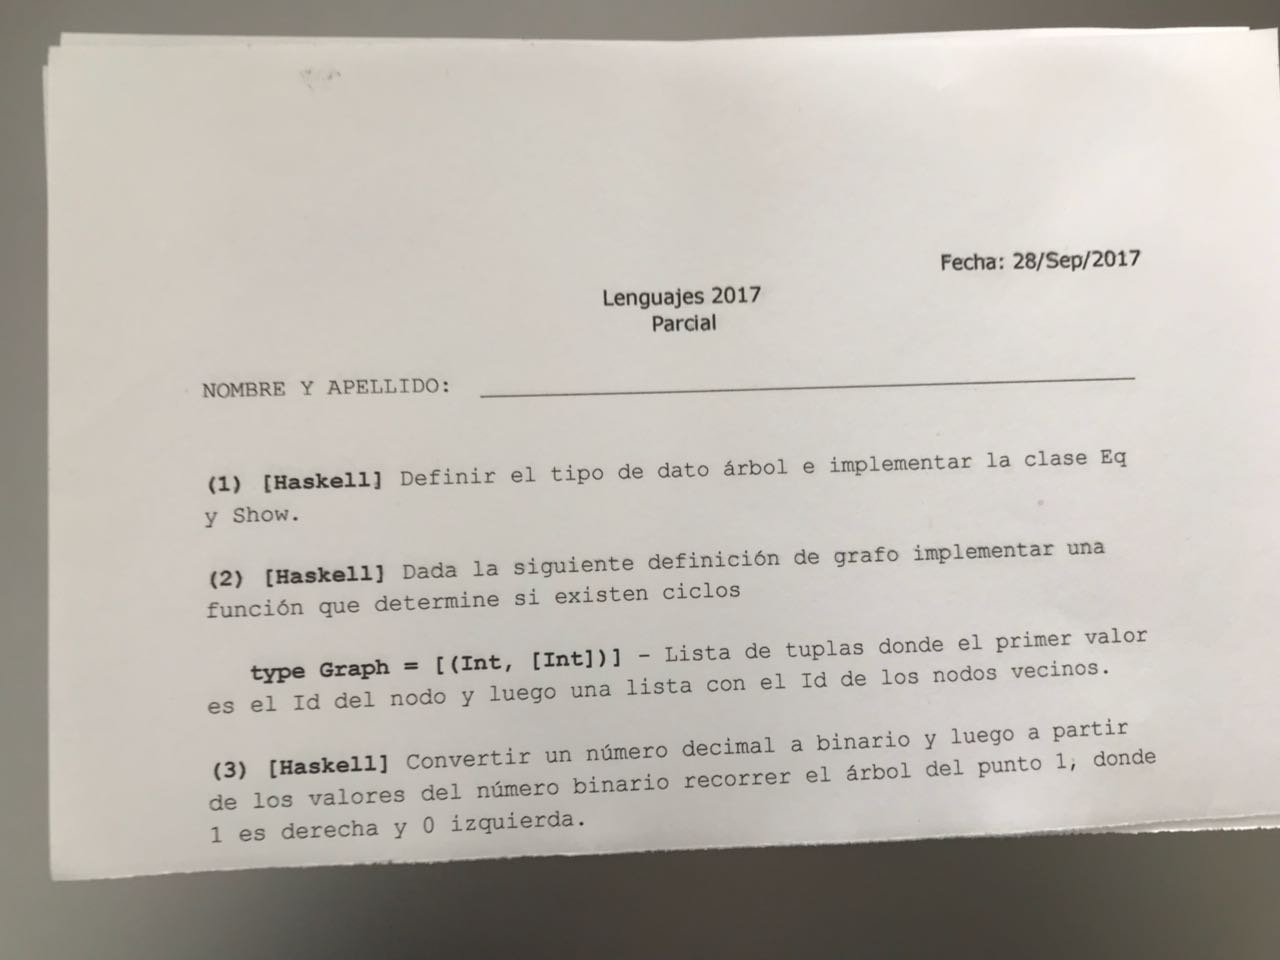 Fecha: 28/Sep/2017
Lenguajes 2017
Parcial
NOMBRE Y APELLIDO:
(1) [Haskell] Definir el tipo de dato árbol e implementar la clase Eq
y Show.
(2) [Haskell] Dada la siguiente definición de grafo implementar una
función que determine si existen ciclos
type Graph = [(Int, [Int])] - Lista de tuplas donde el primer valor
es el Id del nodo y luego una lista con el Id de los nodos vecinos.
(3) [Haskell] Convertir un número decimal a binario y luego a partir
de los valores del número binario recorrer el árbol del punto 1, donde
1 es derecha y 0 izquierda.